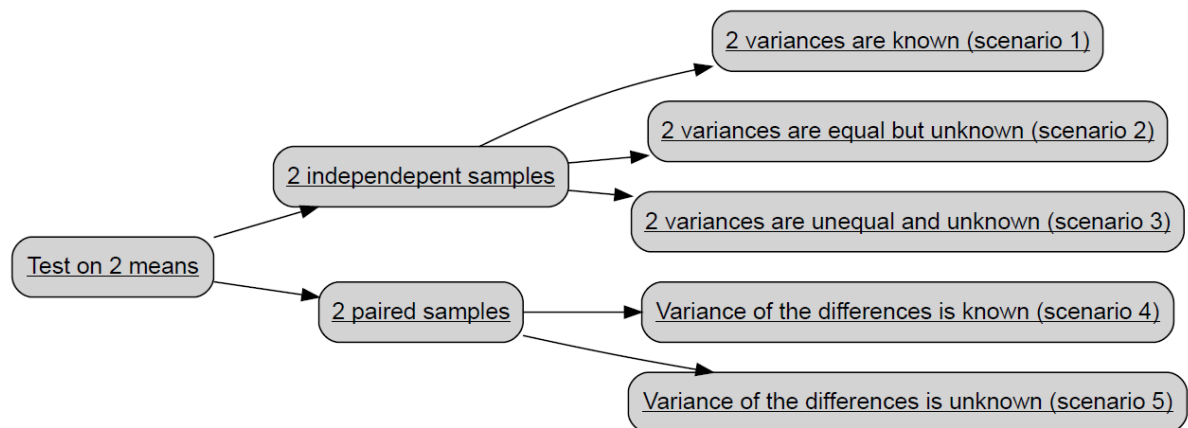 2 variances are known (scenario 1)
2 variances are equal but unknown (scenario 2)
2 independepent samples
2 variances are unequal and unknown (scenario 3)
Test on 2 means
2 paired samples
Variance of the differences is known (scenario 4)
Variance of the differences is unknown (scenario 5)